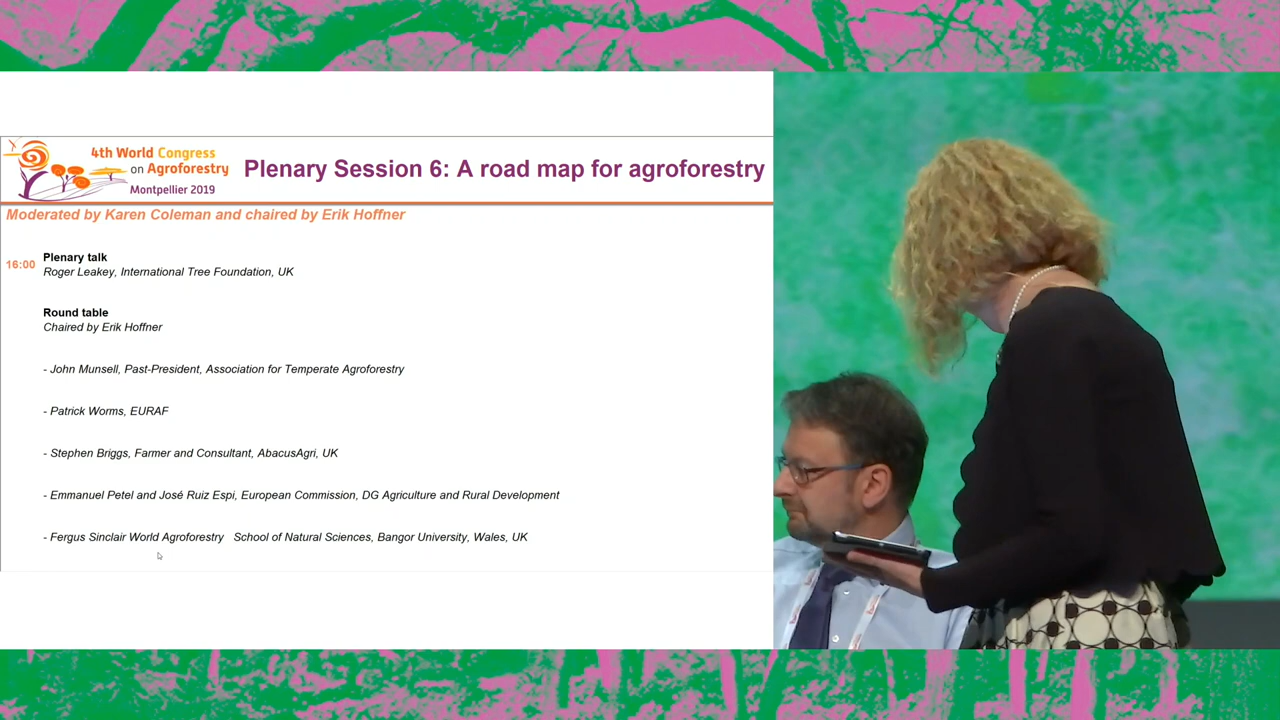 4th World Congress
on Agroforestry
Montpellier 2019
Plenary Session 6: A road map for agroforestry
Moderated by Karen Coleman and chaired by Erik Hoffner
16:00
Plenary talk
Roger Leakey, International Tree Foundation, UK
Round table
Chaired by Erik Hoffner
- John Munsell, Past-President, Association for Temperate Agroforestry
- Patrick Worms, EURAF
- Stephen Briggs, Farmer and Consultant, AbacusAgri, UK
- Emmanuel Petel and José Ruiz Espi, European Commission, DG Agriculture and Rural Development
- Fergus Sinclair World Agroforestry School of Natural Sciences, Bangor University, Wales, UK